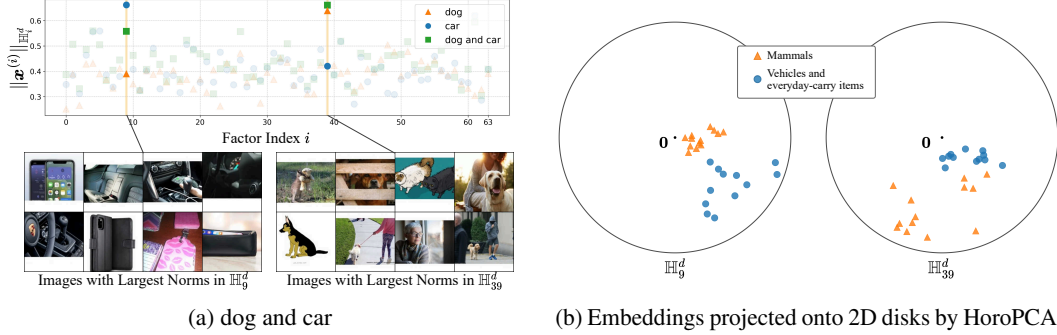 0.6
0.5
0.4
0.3
||𝒙⁽ⁱ⁾||_ℍᵢᵈ
dog
car
dog and car
0 10 20 30 40 50 60 63
Factor Index i
Images with Largest Norms in ℍ₉ᵈ
Images with Largest Norms in ℍ₃₉ᵈ
(a) dog and car
Mammals
Vehicles and
everyday-carry items
0
0
ℍ₉ᵈ
ℍ₃₉ᵈ
(b) Embeddings projected onto 2D disks by HoroPCA